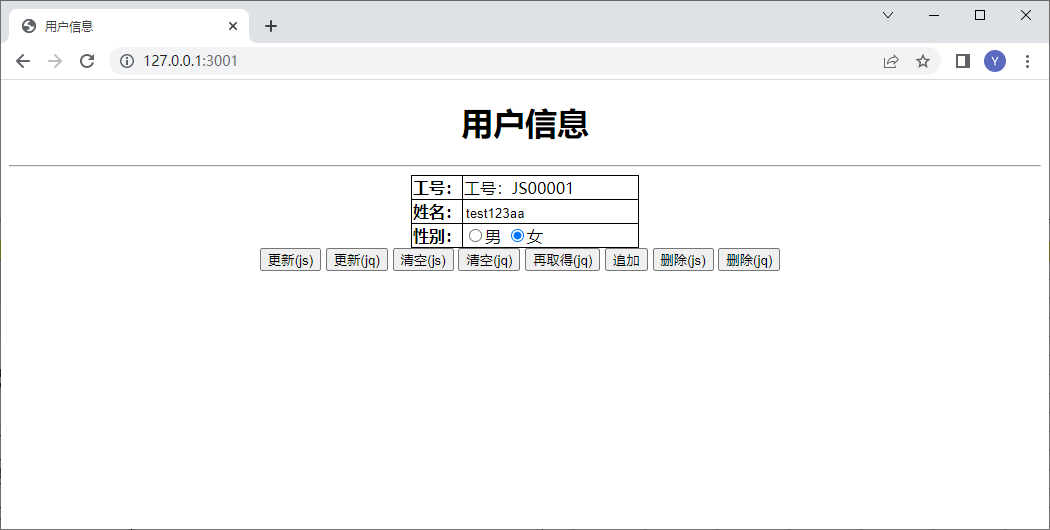 用户信息
127.0.0.1:3001
Y
用户信息
工号： 工号：JS00001
姓名： test123aa
性别： 男 女
更新(js) 更新(jq) 清空(js) 清空(jq) 再取得(jq) 追加 删除(js) 删除(jq)